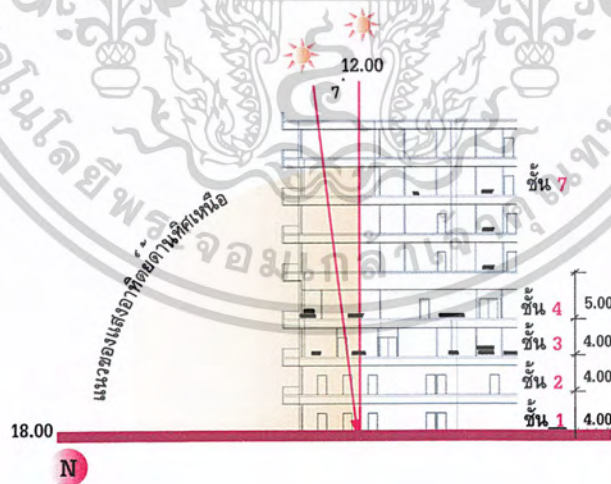 12.00
7
ชั้น 7
แนวของแสงอาทิตย์ด้านทิศเหนือ
ชั้น 4
5.00
ชั้น 3
4.00
ชั้น 2
4.00
ชั้น 1
4.00
18.00
N